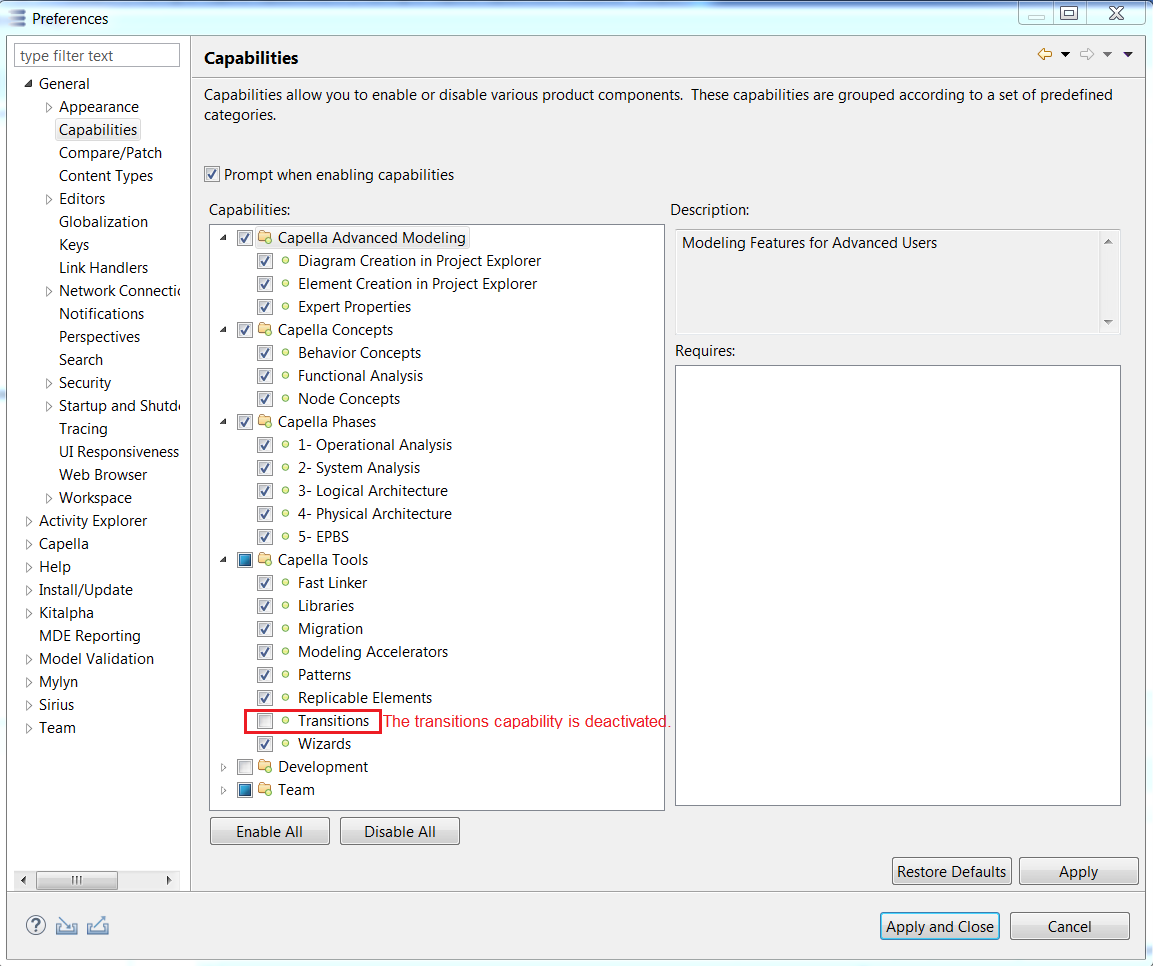 Preferences
type filter text
General
Appearance
Capabilities
Compare/Patch
Content Types
Editors
Globalization
Keys
Link Handlers
Network Connectic
Notifications
Perspectives
Search
Security
Startup and Shutd
Tracing
UI Responsiveness
Web Browser
Workspace
Activity Explorer
Capella
Help
Install/Update
Kitalpha
MDE Reporting
Model Validation
Mylyn
Sirius
Team
Capabilities
Capabilities allow you to enable or disable various product components.  These capabilities are grouped according to a set of predefined
categories.
Prompt when enabling capabilities
Capabilities:
Capella Advanced Modeling
Diagram Creation in Project Explorer
Element Creation in Project Explorer
Expert Properties
Capella Concepts
Behavior Concepts
Functional Analysis
Node Concepts
Capella Phases
1- Operational Analysis
2- System Analysis
3- Logical Architecture
4- Physical Architecture
5- EPBS
Capella Tools
Fast Linker
Libraries
Migration
Modeling Accelerators
Patterns
Replicable Elements
Transitions The transitions capability is deactivated.
Wizards
Development
Team
Description:
Modeling Features for Advanced Users
Requires:
Enable All Disable All
Restore Defaults Apply
? Apply and Close Cancel